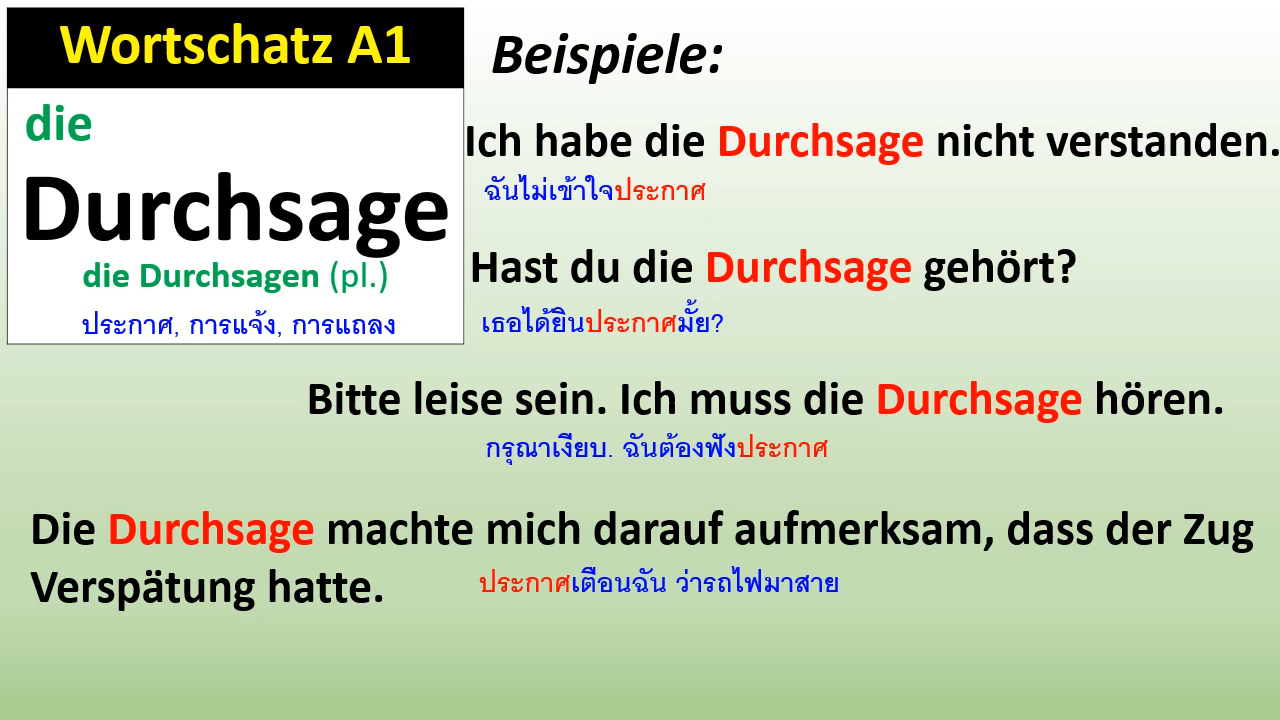 Wortschatz A1
die
Durchsage
die Durchsagen (pl.)
ประกาศ, การแจ้ง, การแถลง
Beispiele:
Ich habe die Durchsage nicht verstanden.
ฉันไม่เข้าใจประกาศ
Hast du die Durchsage gehört?
เธอได้ยินประกาศมั้ย?
Bitte leise sein. Ich muss die Durchsage hören.
กรุณาเงียบ. ฉันต้องฟังประกาศ
Die Durchsage machte mich darauf aufmerksam, dass der Zug
Verspätung hatte.
ประกาศเตือนฉัน ว่ารถไฟมาสาย